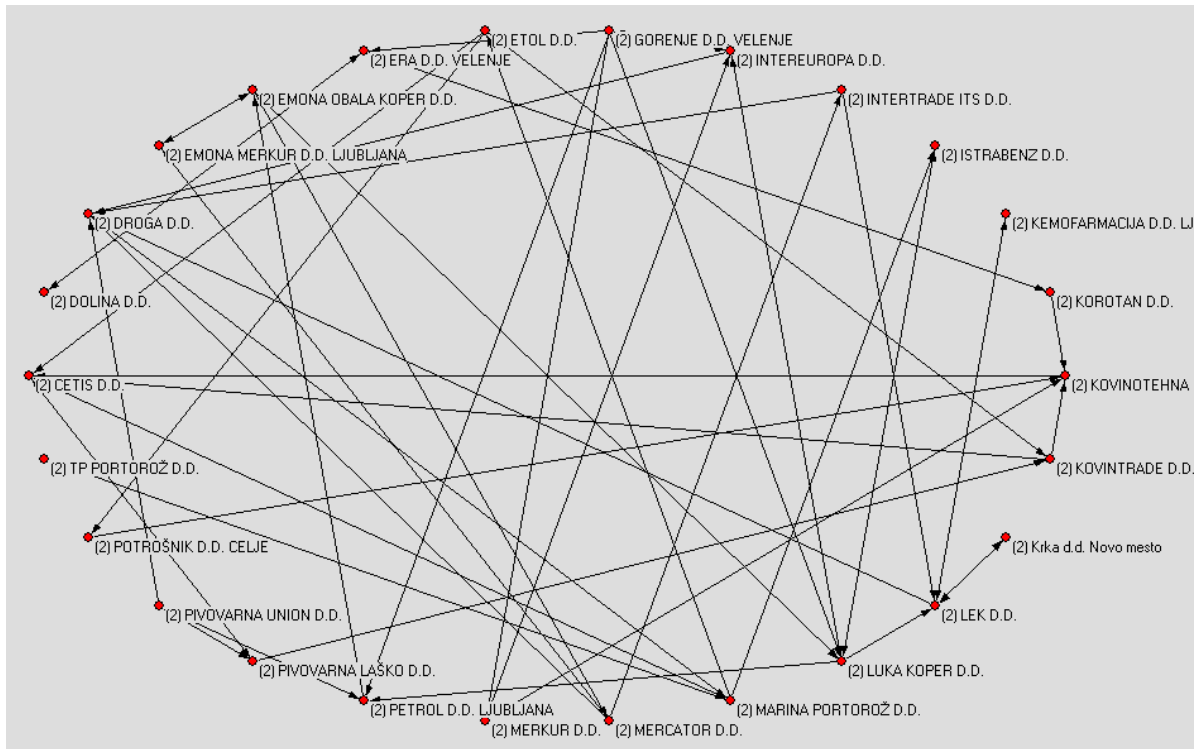 (2) ETOL D.D.
(2) GORENJE D.D. VELENJE
(2) ERA D.D. VELENJE
(2) INTEREUROPA D.D.
(2) EMONA OBALA KOPER D.D.
(2) INTERTRADE ITS D.D.
(2) EMONA MERKUR D.D. LJUBLJANA
(2) ISTRABENZ D.D.
(2) DROGA D.D.
(2) KEMOFARMACIJA D.D. LJ
(2) DOLINA D.D.
(2) KOROTAN D.D.
(2) CETIS D.D.
(2) KOVINOTEHNA
(2) TP PORTOROŽ D.D.
(2) KOVINTRADE D.D.
(2) POTROŠNIK D.D. CELJE
(2) Krka d.d. Novo mesto
(2) PIVOVARNA UNION D.D.
(2) LEK D.D.
(2) PIVOVARNA LAŠKO D.D.
(2) LUKA KOPER D.D.
(2) PETROL D.D. LJUBLJANA
(2) MARINA PORTOROŽ D.D.
(2) MERKUR D.D.
(2) MERCATOR D.D.